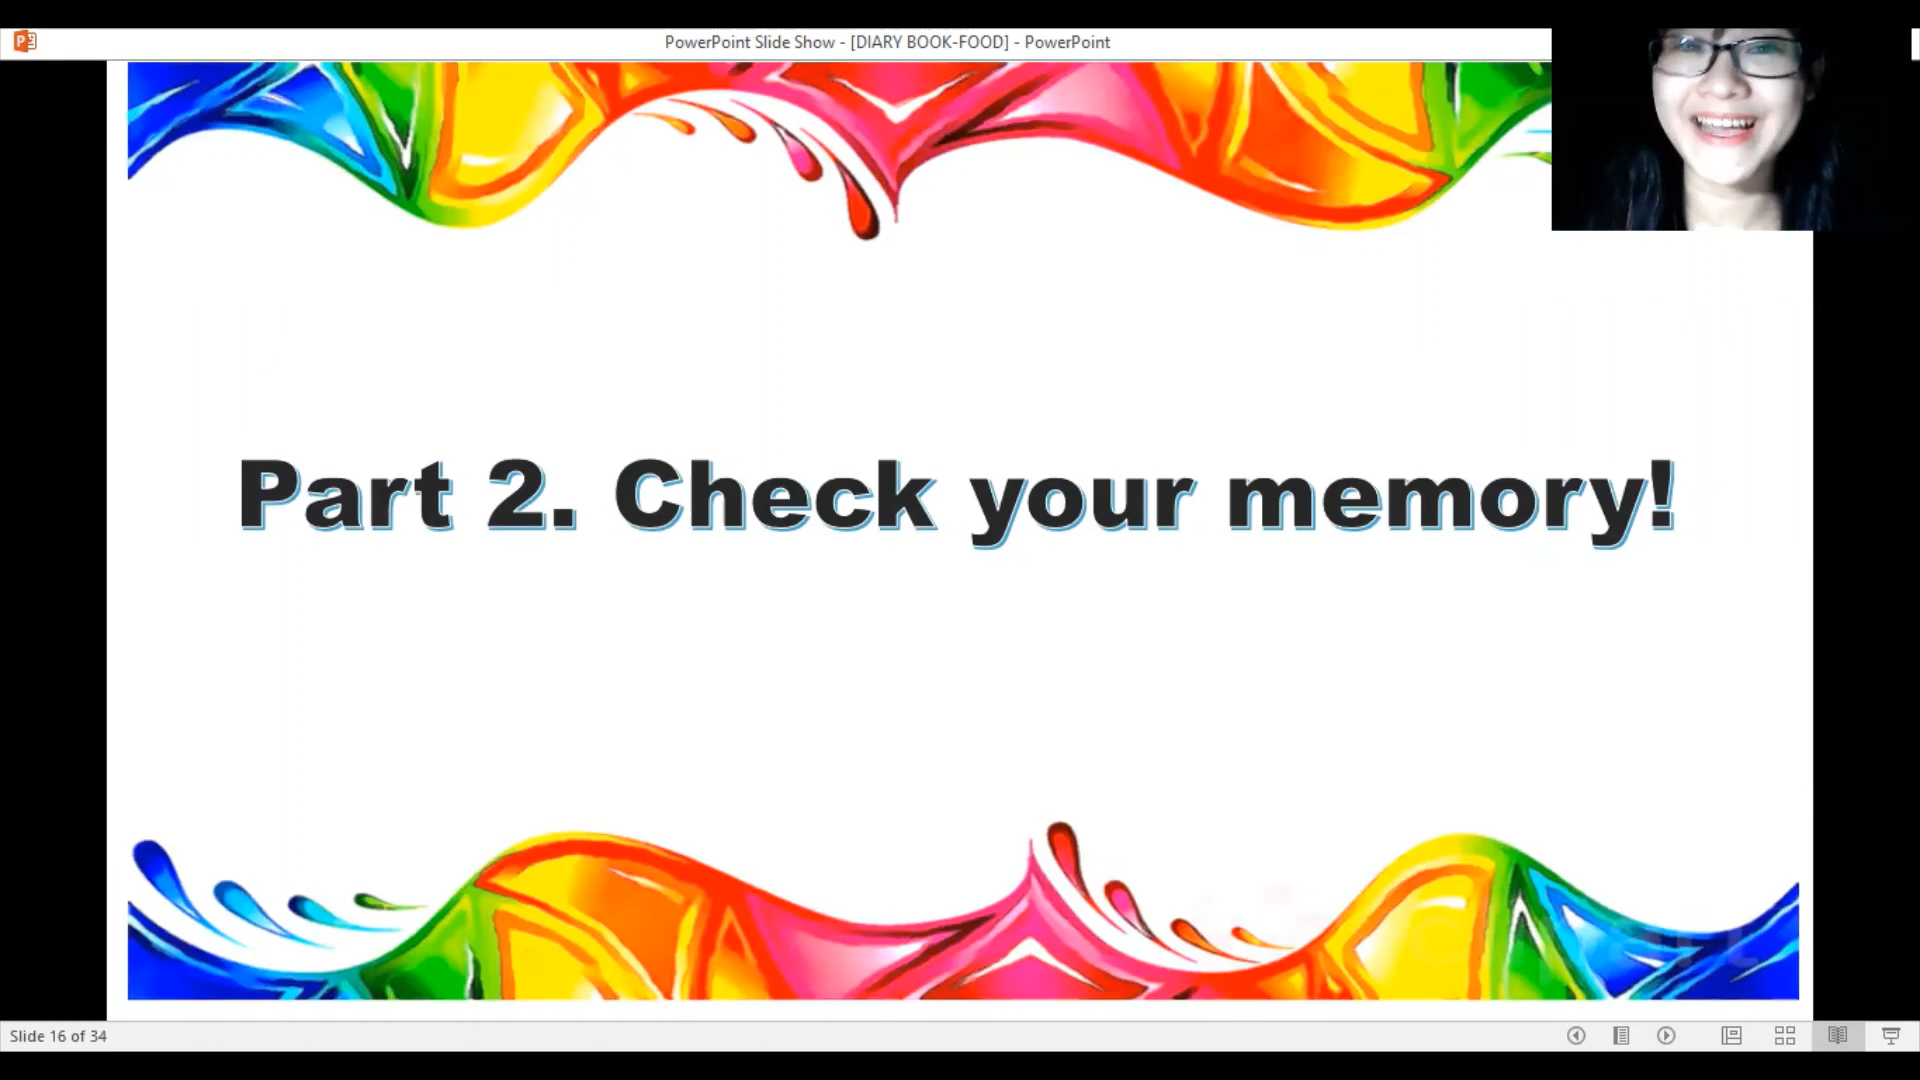 PowerPoint Slide Show - [DIARY BOOK-FOOD] - PowerPoint
Part 2. Check your memory!
Slide 16 of 34